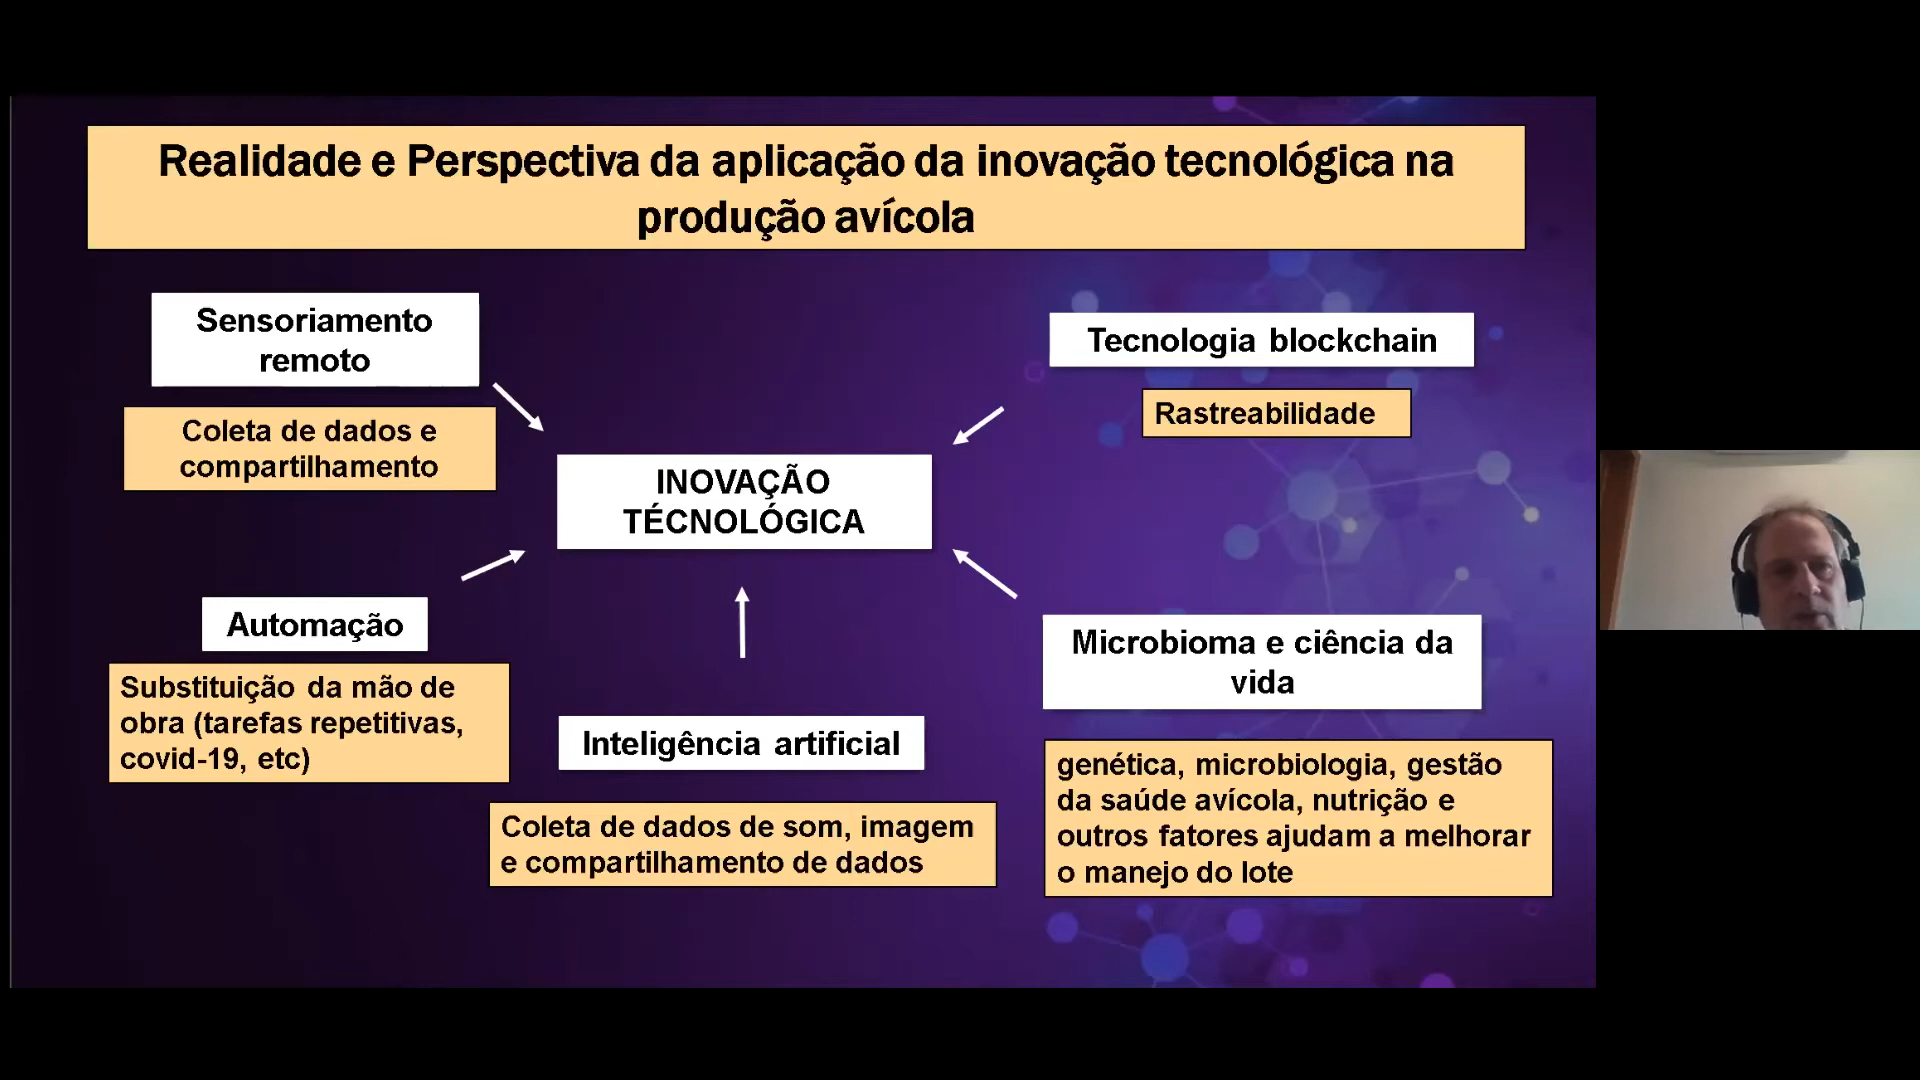 Realidade e Perspectiva da aplicação da inovação tecnológica na
produção avícola
Sensoriamento
remoto
Coleta de dados e
compartilhamento
Tecnologia blockchain
Rastreabilidade
INOVAÇÃO
TÉCNOLÓGICA
Automação
Substituição da mão de
obra (tarefas repetitivas,
covid-19, etc)
Inteligência artificial
Coleta de dados de som, imagem
e compartilhamento de dados
Microbioma e ciência da
vida
genética, microbiologia, gestão
da saúde avícola, nutrição e
outros fatores ajudam a melhorar
o manejo do lote